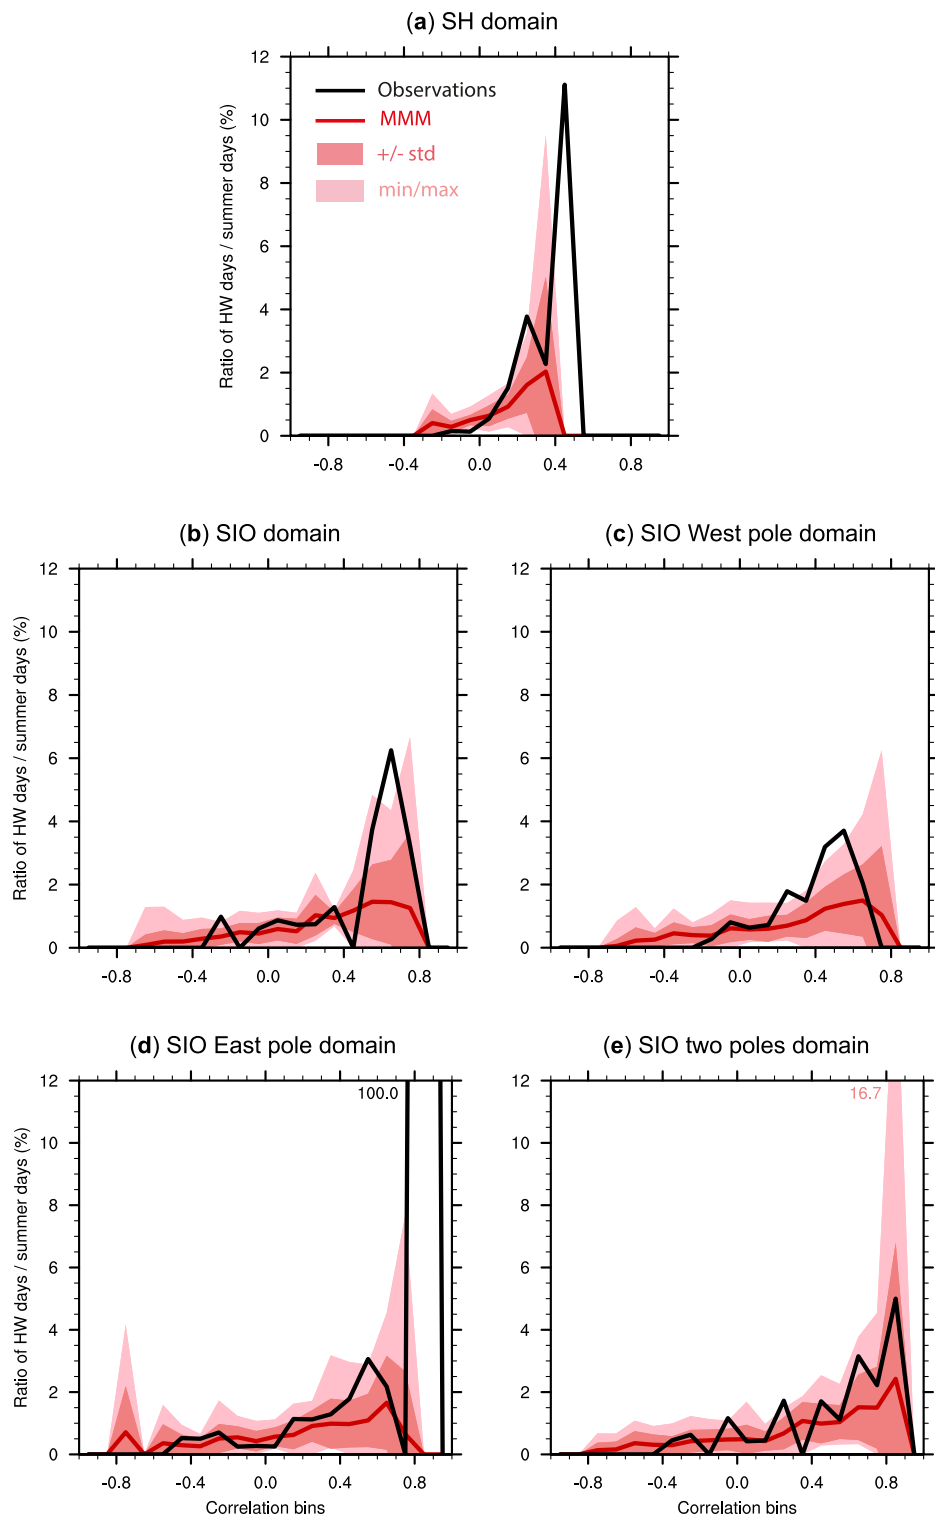 (a) SH domain
Ratio of HW days / summer days (%)
12
10
8
6
4
2
0
Observations
MMM
+/- std
min/max
-0.8 -0.4 0.0 0.4 0.8
(b) SIO domain
Ratio of HW days / summer days (%)
12
10
8
6
4
2
0
-0.8 -0.4 0.0 0.4 0.8
(c) SIO West pole domain
12
10
8
6
4
2
0
-0.8 -0.4 0.0 0.4 0.8
(d) SIO East pole domain
Ratio of HW days / summer days (%)
12
10
8
6
4
2
0
100.0
-0.8 -0.4 0.0 0.4 0.8
Correlation bins
(e) SIO two poles domain
12
10
8
6
4
2
0
16.7
-0.8 -0.4 0.0 0.4 0.8
Correlation bins